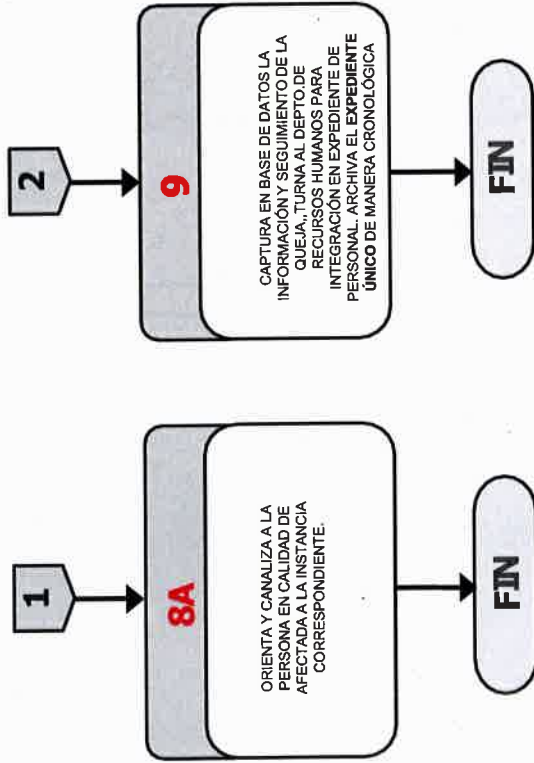 1
8A
ORIENTA Y CANALIZA A LA
PERSONA EN CALIDAD DE
AFECTADA A LA INSTANCIA
CORRESPONDIENTE.
FIN
2
9
CAPTURA EN BASE DE DATOS LA
INFORMACIÓN Y SEGUIMIENTO DE LA
QUEJA,, TURNA AL DEPTO.DE
RECURSOS HUMANOS PARA
INTEGRACIÓN EN EXPEDIENTE DE
PERSONAL. ARCHIVA EL EXPEDIENTE
ÚNICO DE MANERA CRONOLÓGICA
FIN